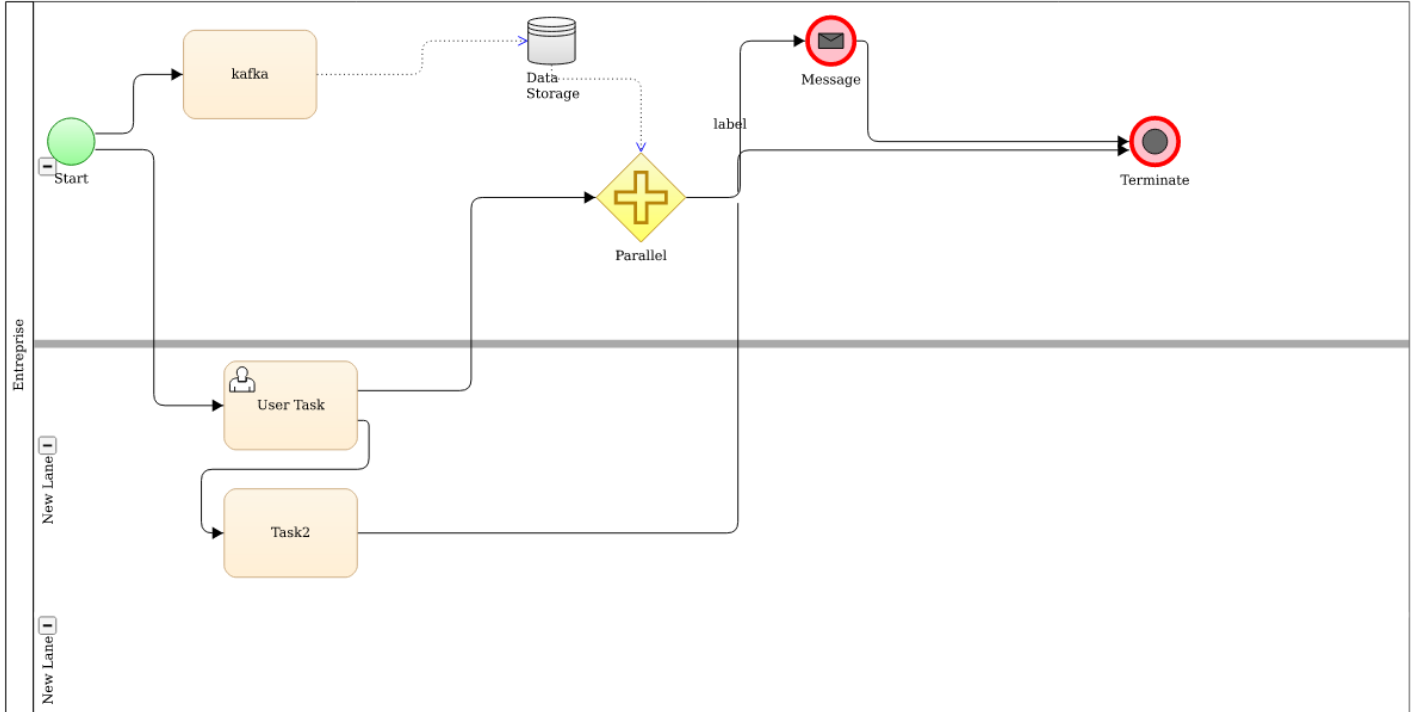 kafka
Data
Storage
Message
label
Start
Terminate
Parallel
Entreprise
User Task
New Lane
Task2
New Lane